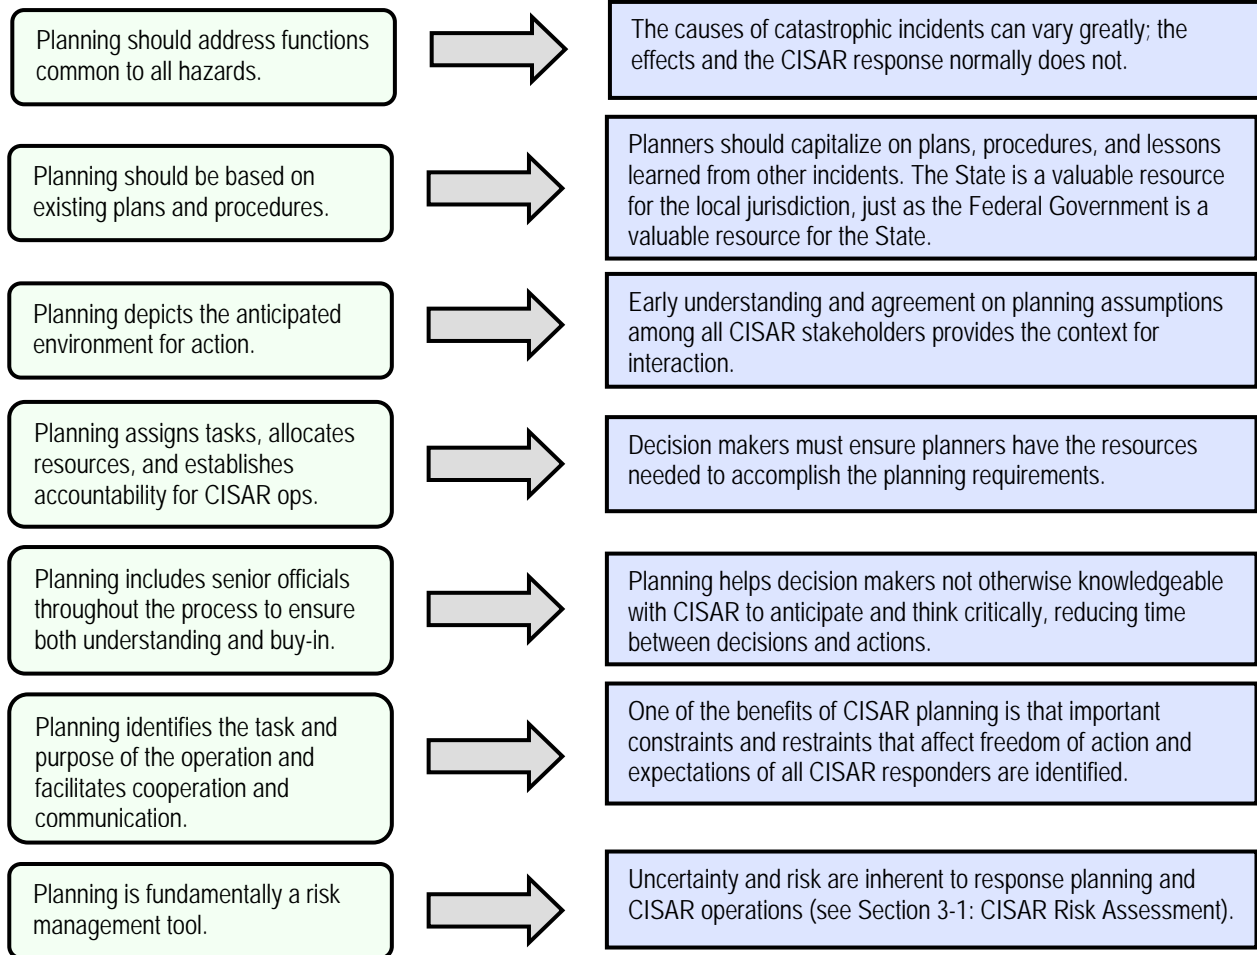 Planning should address functions
common to all hazards.
The causes of catastrophic incidents can vary greatly; the
effects and the CISAR response normally does not.
Planning should be based on
existing plans and procedures.
Planners should capitalize on plans, procedures, and lessons
learned from other incidents. The State is a valuable resource
for the local jurisdiction, just as the Federal Government is a
valuable resource for the State.
Planning depicts the anticipated
environment for action.
Early understanding and agreement on planning assumptions
among all CISAR stakeholders provides the context for
interaction.
Planning assigns tasks, allocates
resources, and establishes
accountability for CISAR ops.
Decision makers must ensure planners have the resources
needed to accomplish the planning requirements.
Planning includes senior officials
throughout the process to ensure
both understanding and buy-in.
Planning helps decision makers not otherwise knowledgeable
with CISAR to anticipate and think critically, reducing time
between decisions and actions.
Planning identifies the task and
purpose of the operation and
facilitates cooperation and
communication.
One of the benefits of CISAR planning is that important
constraints and restraints that affect freedom of action and
expectations of all CISAR responders are identified.
Planning is fundamentally a risk
management tool.
Uncertainty and risk are inherent to response planning and
CISAR operations (see Section 3-1: CISAR Risk Assessment).